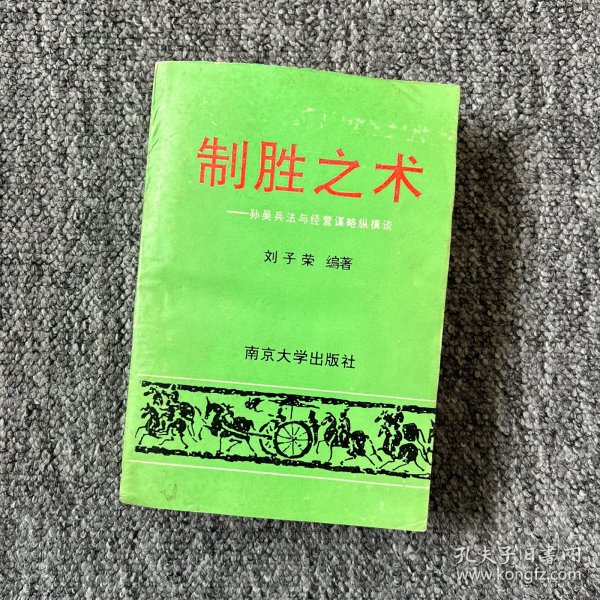 制胜之术
——孙吴兵法与经营谋略纵横谈
刘子荣 编著
南京大学出版社
孔夫子旧书网
www.kongfz.com